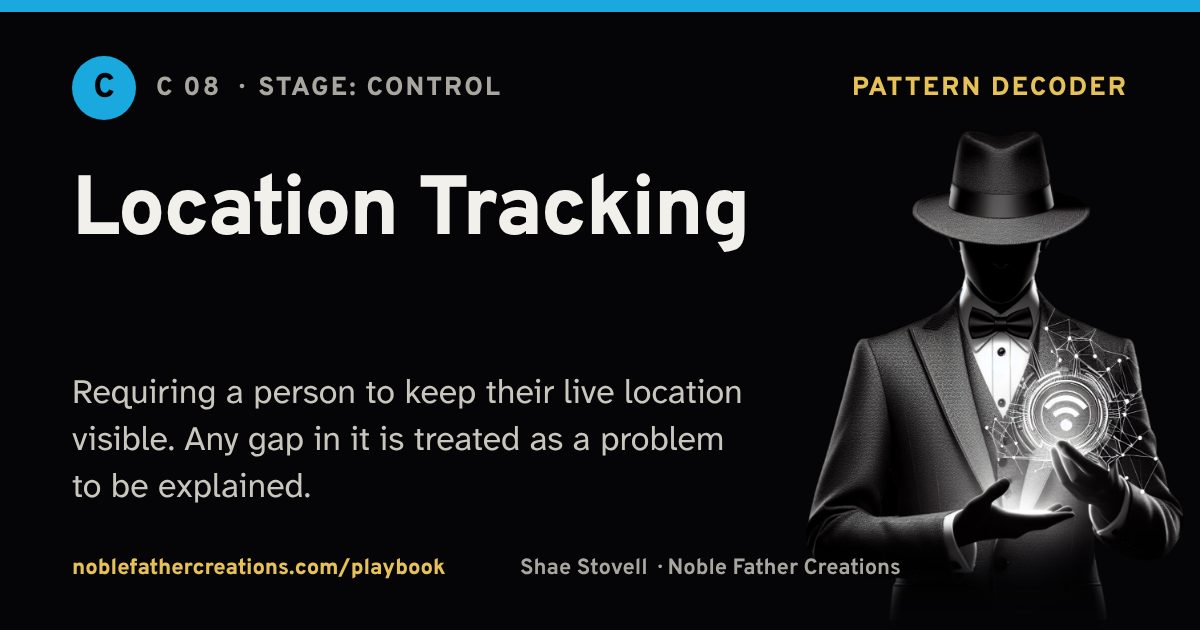 C
C 08 · STAGE: CONTROL
PATTERN DECODER
Location Tracking
Requiring a person to keep their live location
visible. Any gap in it is treated as a problem
to be explained.
noblefathercreations.com/playbook
Shae Stovell · Noble Father Creations